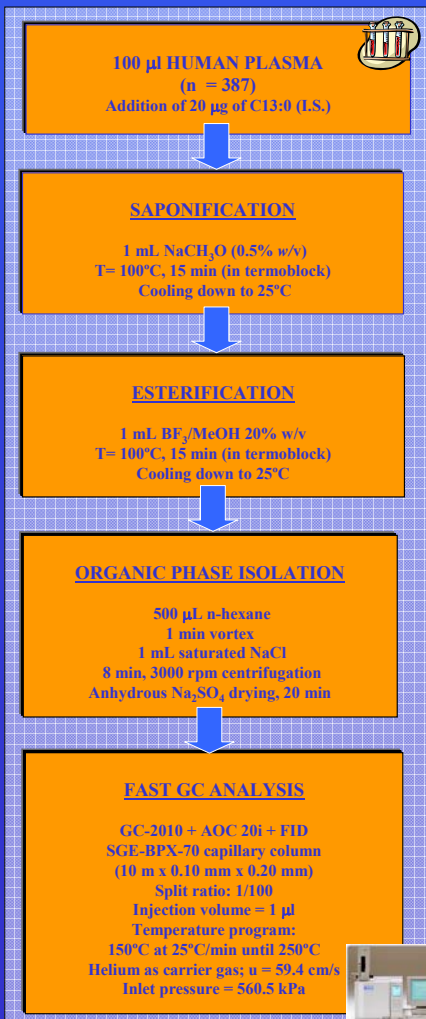 100 μl HUMAN PLASMA
(n = 387)
Addition of 20 μg of C13:0 (I.S.)
SAPONIFICATION
1 mL NaCH₃O (0.5% w/v)
T= 100ºC, 15 min (in termoblock)
Cooling down to 25ºC
ESTERIFICATION
1 mL BF₃/MeOH 20% w/v
T= 100ºC, 15 min (in termoblock)
Cooling down to 25ºC
ORGANIC PHASE ISOLATION
500 μL n-hexane
1 min vortex
1 mL saturated NaCl
8 min, 3000 rpm centrifugation
Anhydrous Na₂SO₄ drying, 20 min
FAST GC ANALYSIS
GC-2010 + AOC 20i + FID
SGE-BPX-70 capillary column
(10 m x 0.10 mm x 0.20 mm)
Split ratio: 1/100
Injection volume = 1 μl
Temperature program:
150ºC at 25ºC/min until 250ºC
Helium as carrier gas; u = 59.4 cm/s
Inlet pressure = 560.5 kPa